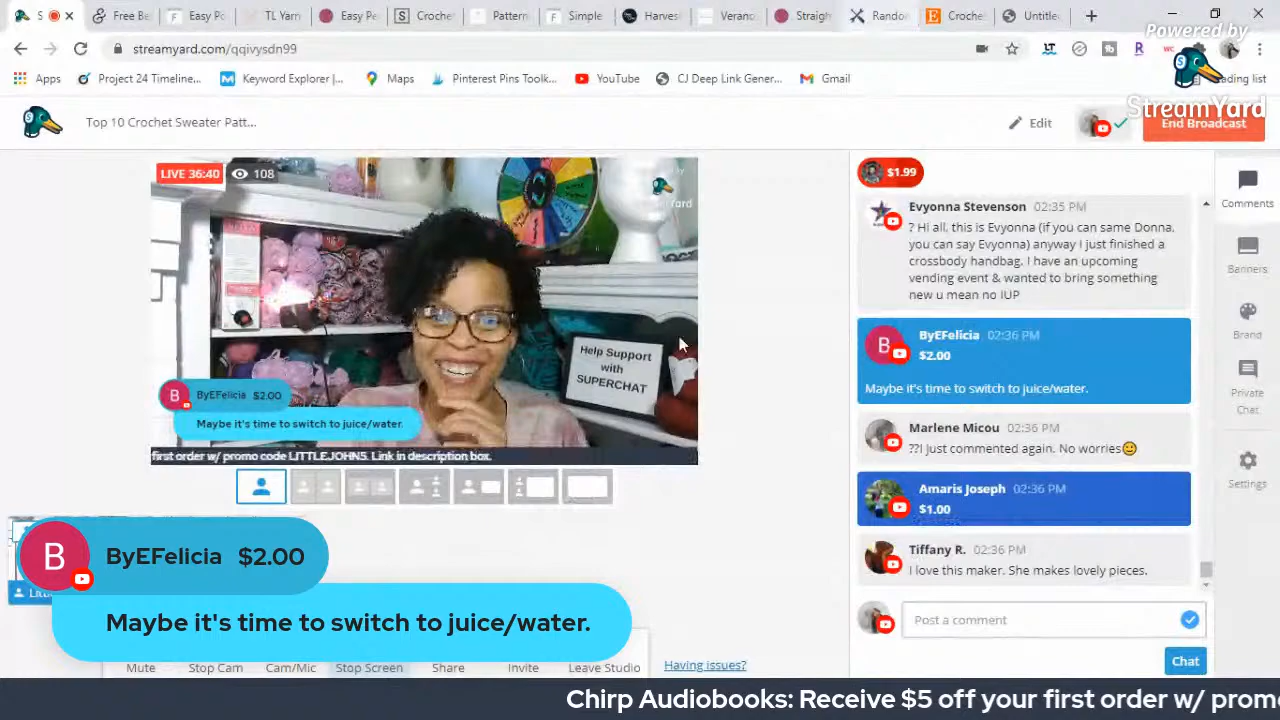 S
Free Be
Easy Po
TL Yarn
Easy Pe
Croche
Pattern
Simple
Harvest
Verano
Straigh
Rando
Croche
Untitle
Powered by
StreamYard
streamyard.com/qqivysdn99
Apps
Project 24 Timeline...
Keyword Explorer |...
Maps
Pinterest Pins Toolk...
YouTube
CJ Deep Link Gener...
Gmail
ding list
Top 10 Crochet Sweater Patt...
Edit
End Broadcast
LIVE 36:40
108
Help Support
with
SUPERCHAT
B ByEFelicia $2.00
Maybe it's time to switch to juice/water.
first order w/ promo code LITTLEJOHN5. Link in description box.
$1.99
Evyonna Stevenson 02:35 PM
? Hi all, this is Evyonna (if you can same Donna,
you can say Evyonna) anyway I just finished a
crossbody handbag. I have an upcoming
vending event & wanted to bring something
new u mean no IUP
B ByEFelicia 02:36 PM
$2.00
Maybe it's time to switch to juice/water.
Marlene Micou 02:36 PM
??I just commented again. No worries
Amaris Joseph 02:36 PM
$1.00
Tiffany R. 02:36 PM
I love this maker. She makes lovely pieces.
Post a comment
Chat
Comments
Banners
Brand
Private
Chat
Settings
B ByEFelicia $2.00
Maybe it's time to switch to juice/water.
Mute
Stop Cam
Cam/Mic
Stop Screen
Share
Invite
Leave Studio
Having issues?
Chirp Audiobooks: Receive $5 off your first order w/ prom